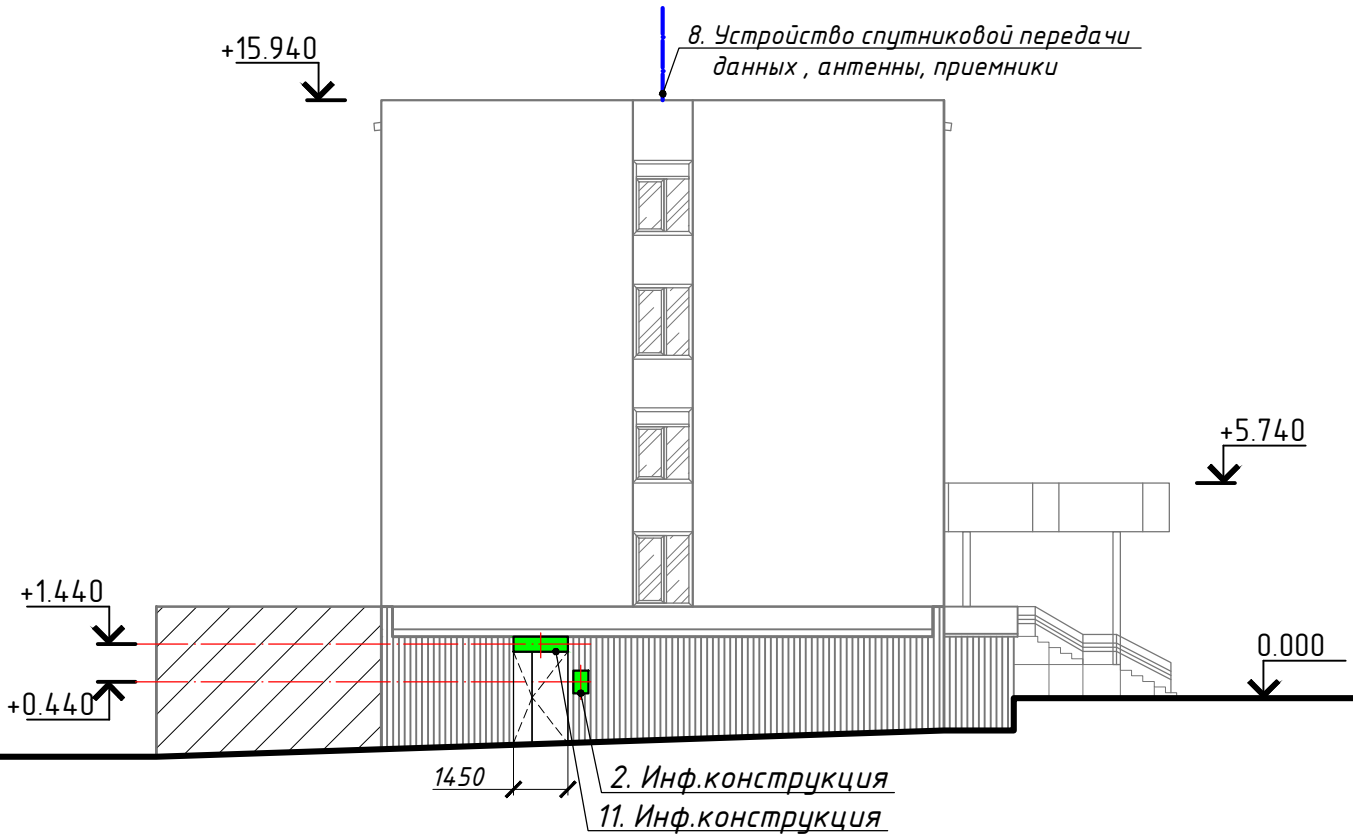 +15.940
8. Устройство спутниковой передачи
данных , антенны, приемники
+5.740
+1.440
0.000
+0.440
1450
2. Инф.конструкция
11. Инф.конструкция